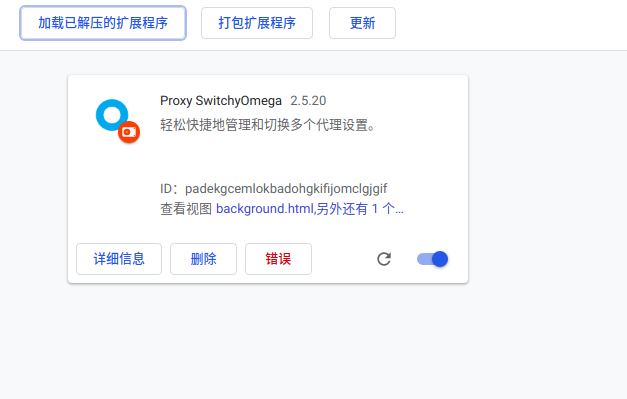 加载已解压的扩展程序 打包扩展程序 更新
Proxy SwitchyOmega 2.5.20
轻松快捷地管理和切换多个代理设置。
ID：padekgcemlokbadohgkifijomclgjgif
查看视图 background.html,另外还有 1 个...
详细信息 删除 错误